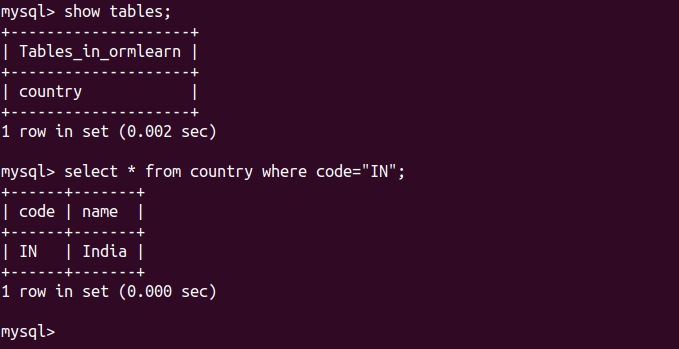 mysql> show tables;
+--------------------+
| Tables_in_ormlearn |
+--------------------+
| country            |
+--------------------+
1 row in set (0.002 sec)
mysql> select * from country where code="IN";
+------+-------+
| code | name  |
+------+-------+
| IN   | India |
+------+-------+
1 row in set (0.000 sec)
mysql>